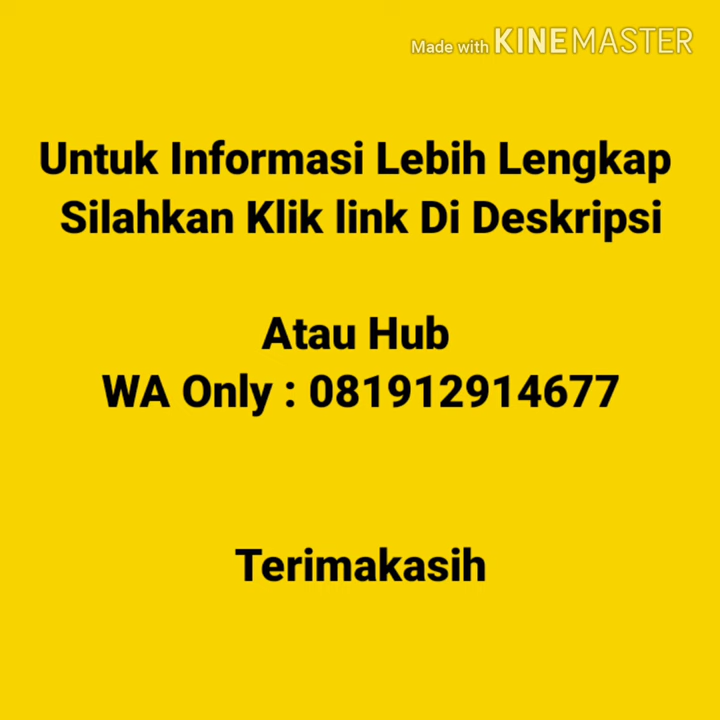 Made with KINEMASTER
Untuk Informasi Lebih Lengkap
Silahkan Klik link Di Deskripsi
Atau Hub
WA Only : 081912914677
Terimakasih